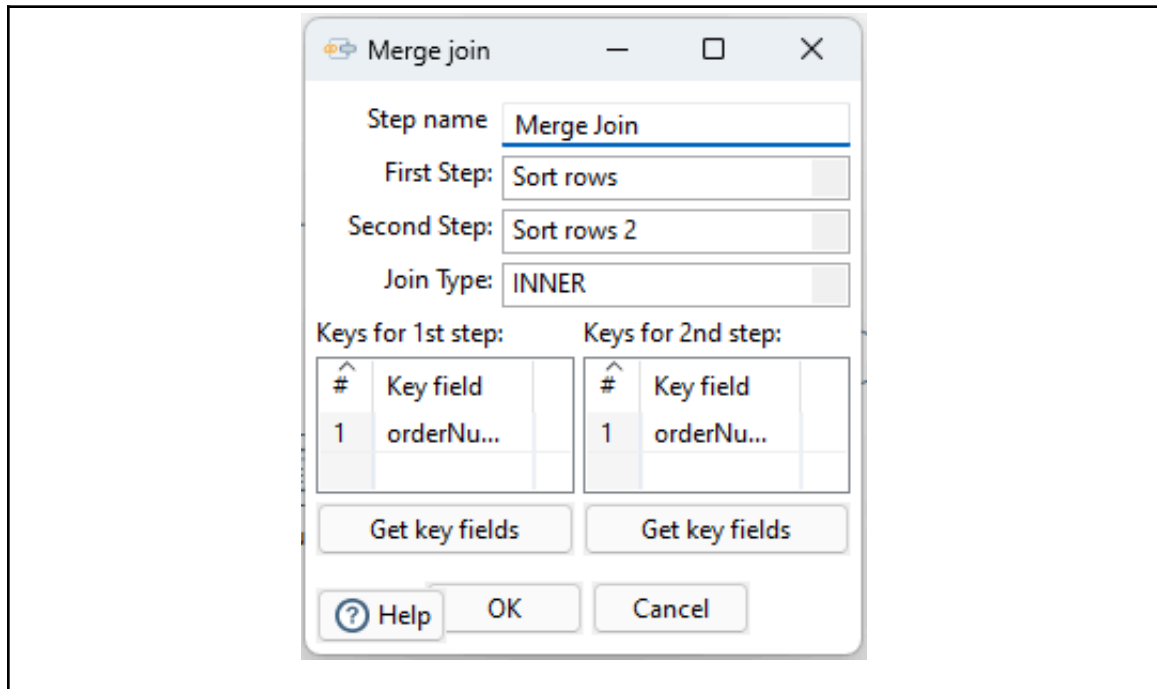 Merge join
Step name Merge Join
First Step: Sort rows
Second Step: Sort rows 2
Join Type: INNER
Keys for 1st step: Keys for 2nd step:
# Key field # Key field
1 orderNu... 1 orderNu...
Get key fields Get key fields
Help OK Cancel